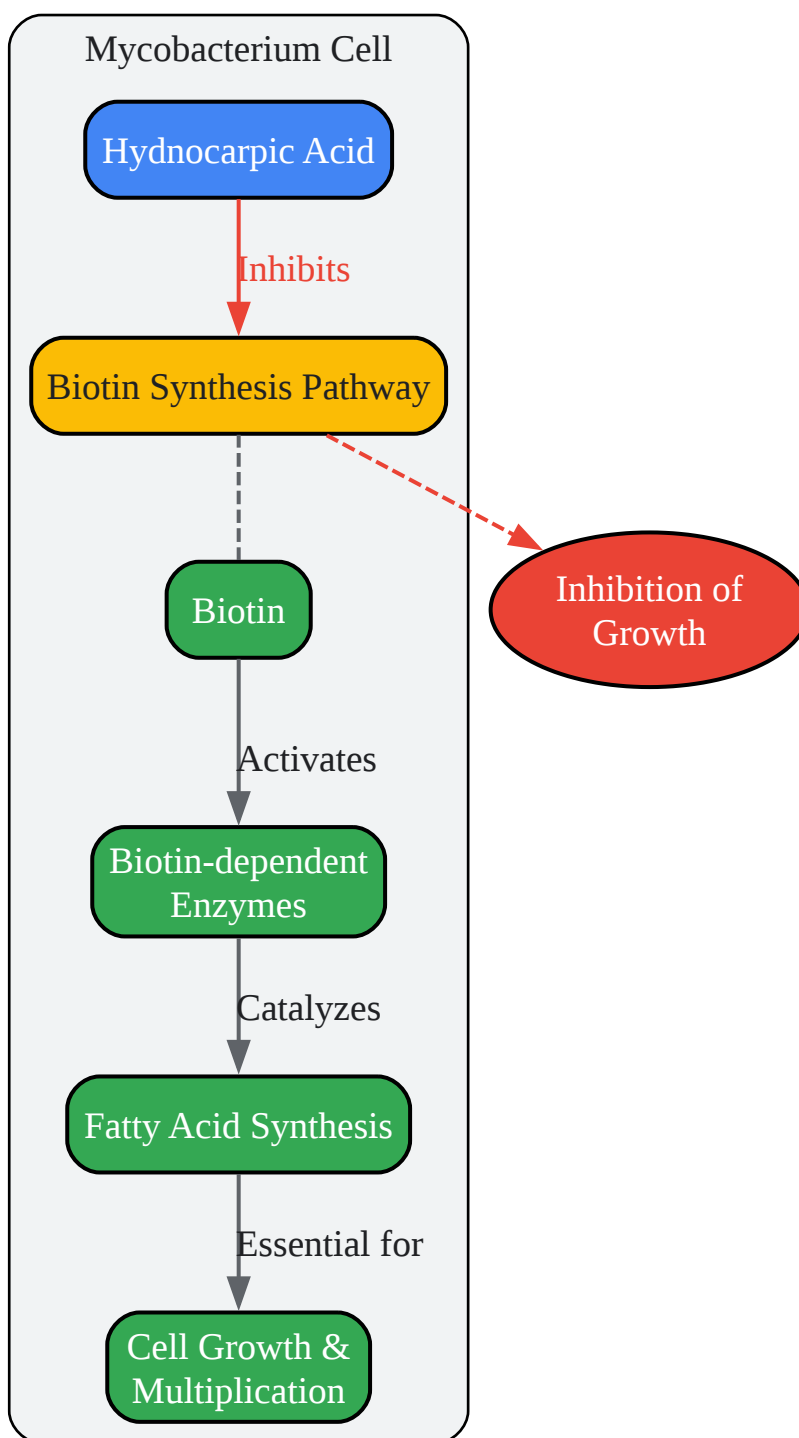 Mycobacterium Cell
Hydnocarpic Acid
Inhibits
Biotin Synthesis Pathway
Biotin
Inhibition of
Growth
Activates
Biotin-dependent
Enzymes
Catalyzes
Fatty Acid Synthesis
Essential for
Cell Growth &
Multiplication